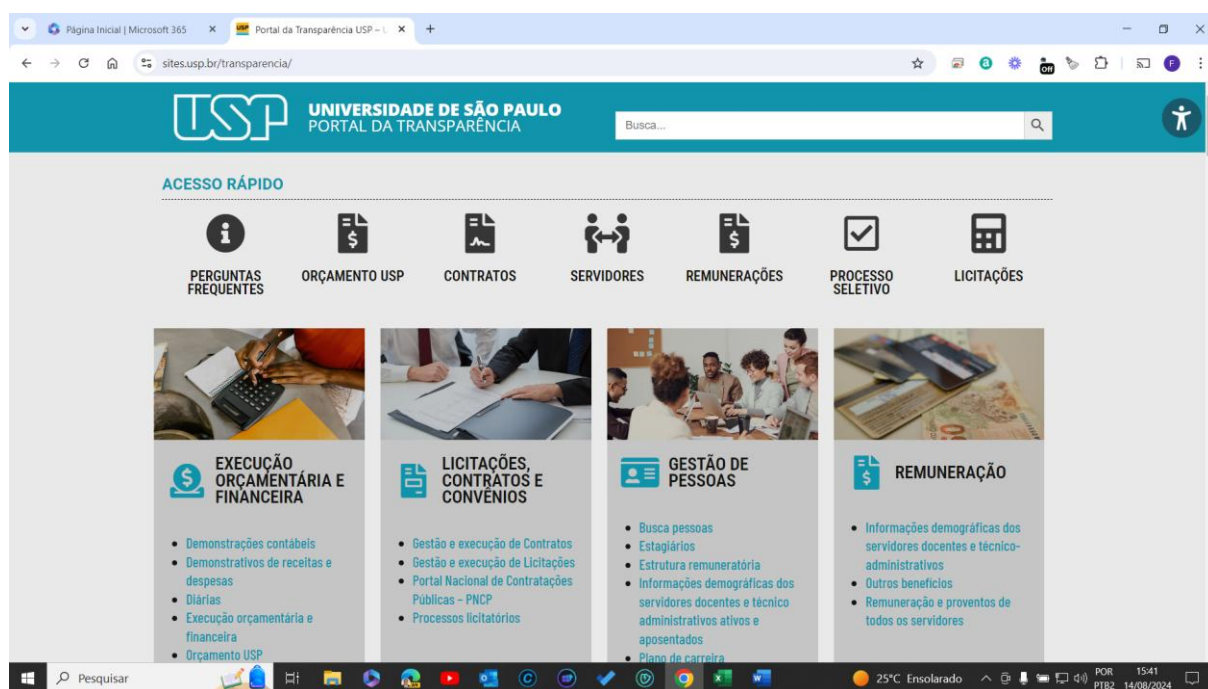 Página Inicial | Microsoft 365
Portal da Transparência USP – U
sites.usp.br/transparencia/
Off
F
USP
UNIVERSIDADE DE SÃO PAULO
PORTAL DA TRANSPARÊNCIA
Busca...
ACESSO RÁPIDO
PERGUNTAS
FREQUENTES
ORÇAMENTO USP
CONTRATOS
SERVIDORES
REMUNERAÇÕES
PROCESSO
SELETIVO
LICITAÇÕES
EXECUÇÃO
ORÇAMENTÁRIA E
FINANCEIRA
Demonstrações contábeis
Demonstrativos de receitas e
despesas
Diárias
Execução orçamentária e
financeira
Orçamento USP
LICITAÇÕES,
CONTRATOS E
CONVÊNIOS
Gestão e execução de Contratos
Gestão e execução de Licitações
Portal Nacional de Contratações
Públicas – PNCP
Processos licitatórios
GESTÃO DE
PESSOAS
Busca pessoas
Estagiários
Estrutura remuneratória
Informações demográficas dos
servidores docentes e técnico
administrativos ativos e
aposentados
Plano de carreira
REMUNERAÇÃO
Informações demográficas dos
servidores docentes e técnico-
administrativos
Outros benefícios
Remuneração e proventos de
todos os servidores
Pesquisar
25°C Ensolarado
POR
PTB2
15:41
14/08/2024